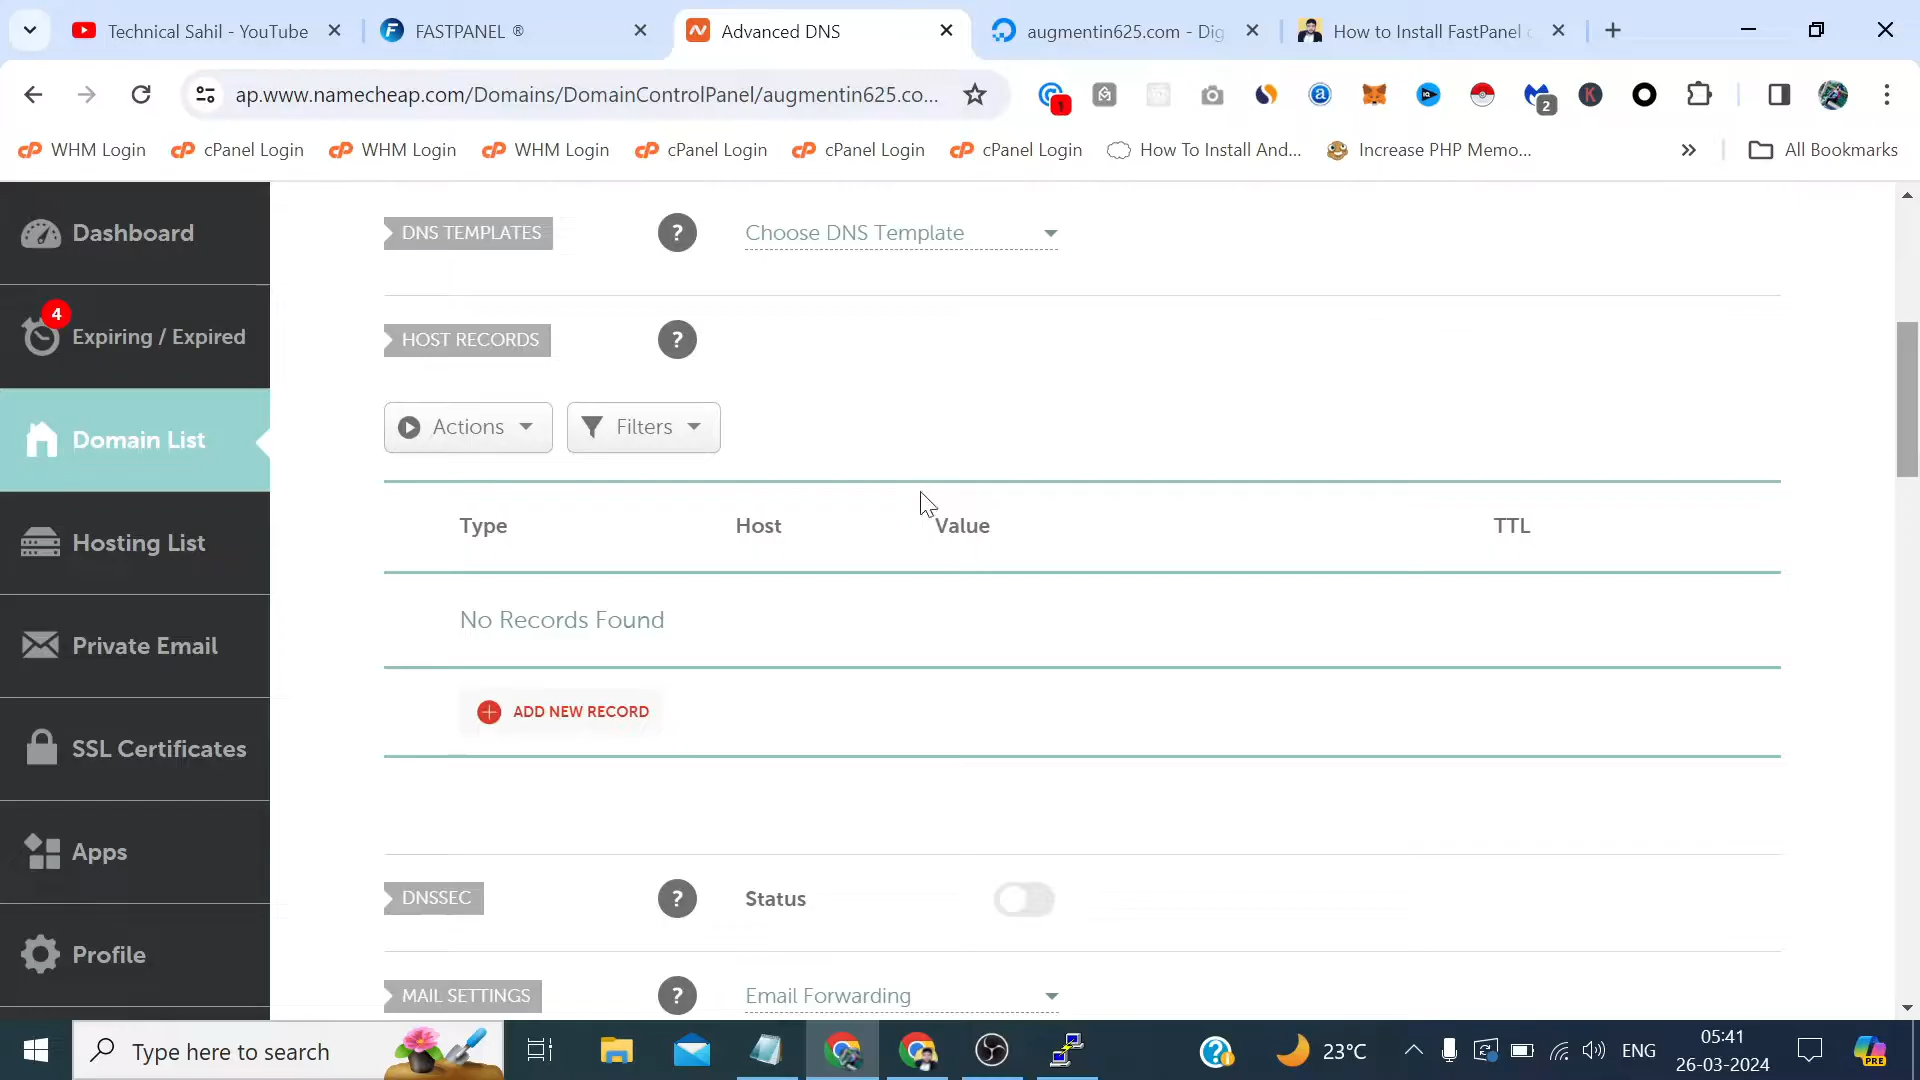 Technical Sahil - YouTube
FASTPANEL ®
Advanced DNS
augmentin625.com - Dig
How to Install FastPanel
ap.www.namecheap.com/Domains/DomainControlPanel/augmentin625.co...
1
2
WHM Login
cPanel Login
WHM Login
WHM Login
cPanel Login
cPanel Login
cPanel Login
How To Install And...
Increase PHP Memo...
All Bookmarks
Dashboard
4
Expiring / Expired
Domain List
Hosting List
Private Email
SSL Certificates
Apps
Profile
DNS TEMPLATES
?
Choose DNS Template
HOST RECORDS
?
Actions
Filters
Type
Host
Value
TTL
No Records Found
ADD NEW RECORD
DNSSEC
?
Status
MAIL SETTINGS
?
Email Forwarding
Type here to search
23°C
ENG
05:41
26-03-2024
PRE